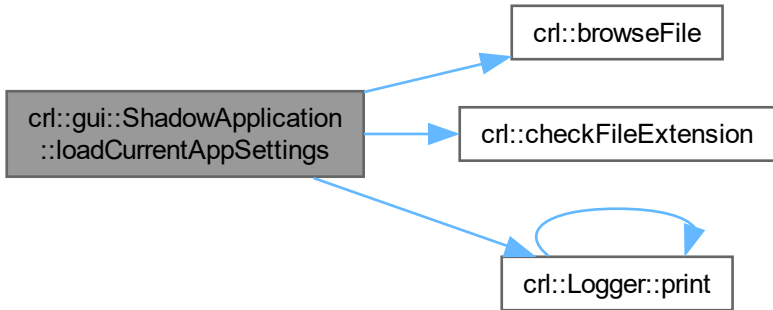 crl::browseFile
crl::gui::ShadowApplication
::loadCurrentAppSettings
crl::checkFileExtension
crl::Logger::print